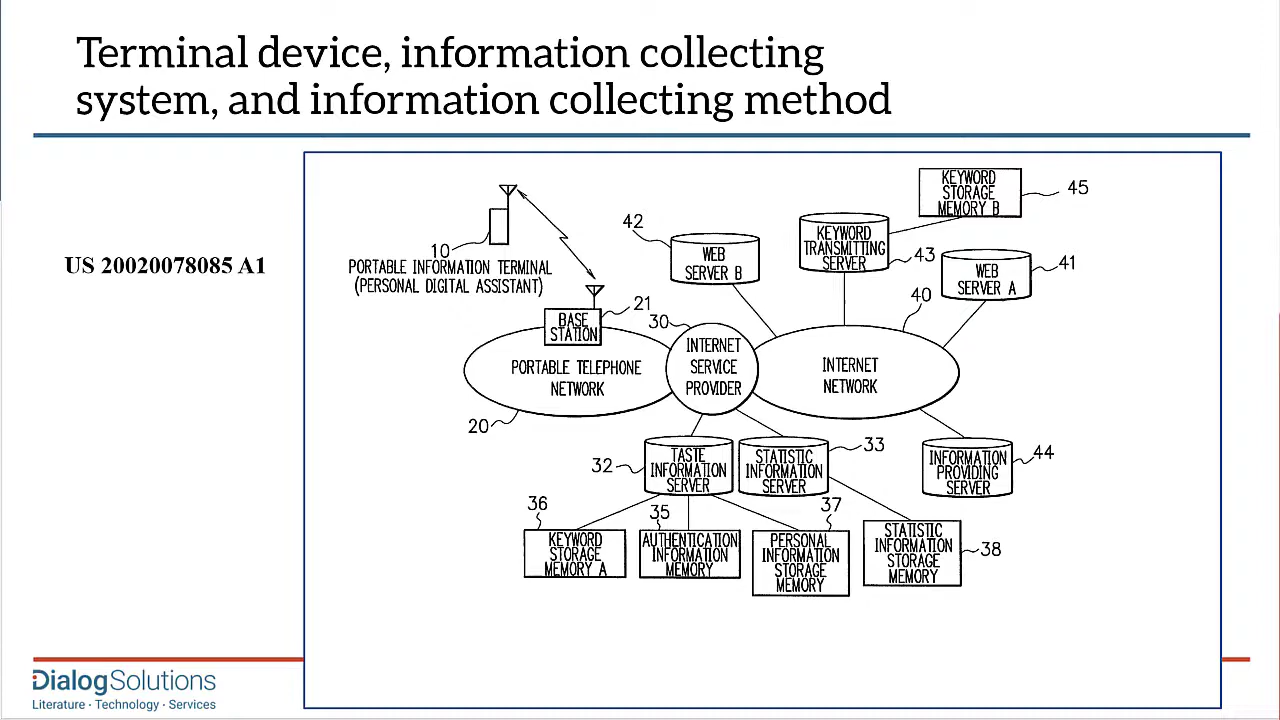 Terminal device, information collecting
system, and information collecting method
US 20020078085 A1
KEYWORD
STORAGE
MEMORY B
45
42
WEB
SERVER B
KEYWORD
TRANSMITTING
SERVER
43
WEB
SERVER A
41
10
PORTABLE INFORMATION TERMINAL
(PERSONAL DIGITAL ASSISTANT)
BASE
STATION
21
30
40
PORTABLE TELEPHONE
NETWORK
20
INTERNET
SERVICE
PROVIDER
INTERNET
NETWORK
32
TASTE
INFORMATION
SERVER
STATISTIC
INFORMATION
SERVER
33
INFORMATION
PROVIDING
SERVER
44
36
KEYWORD
STORAGE
MEMORY A
35
AUTHENTICATION
INFORMATION
MEMORY
37
PERSONAL
INFORMATION
STORAGE
MEMORY
STATISTIC
INFORMATION
STORAGE
MEMORY
38
DialogSolutions
Literature · Technology · Services